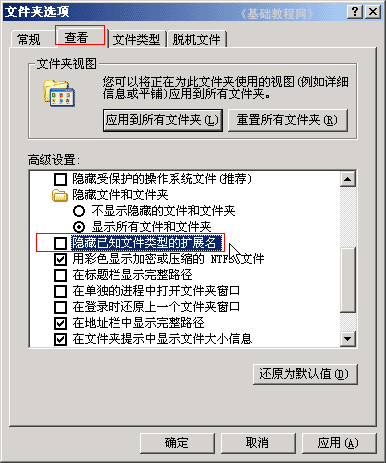 文件夹选项
《基础教程网》
常规 查看 文件类型 脱机文件
文件夹视图
您可以将正在为此文件夹使用的视图(例如详细
信息或平铺)应用到所有文件夹。
应用到所有文件夹(L) 重置所有文件夹(R)
高级设置:
隐藏受保护的操作系统文件(推荐)
隐藏文件和文件夹
不显示隐藏的文件和文件夹
显示所有文件和文件夹
隐藏已知文件类型的扩展名
用彩色显示加密或压缩的 NTFS 文件
在标题栏显示完整路径
在单独的进程中打开文件夹窗口
在登录时还原上一个文件夹窗口
在地址栏中显示完整路径
在文件夹提示中显示文件大小信息
还原为默认值(D)
确定 取消 应用(A)